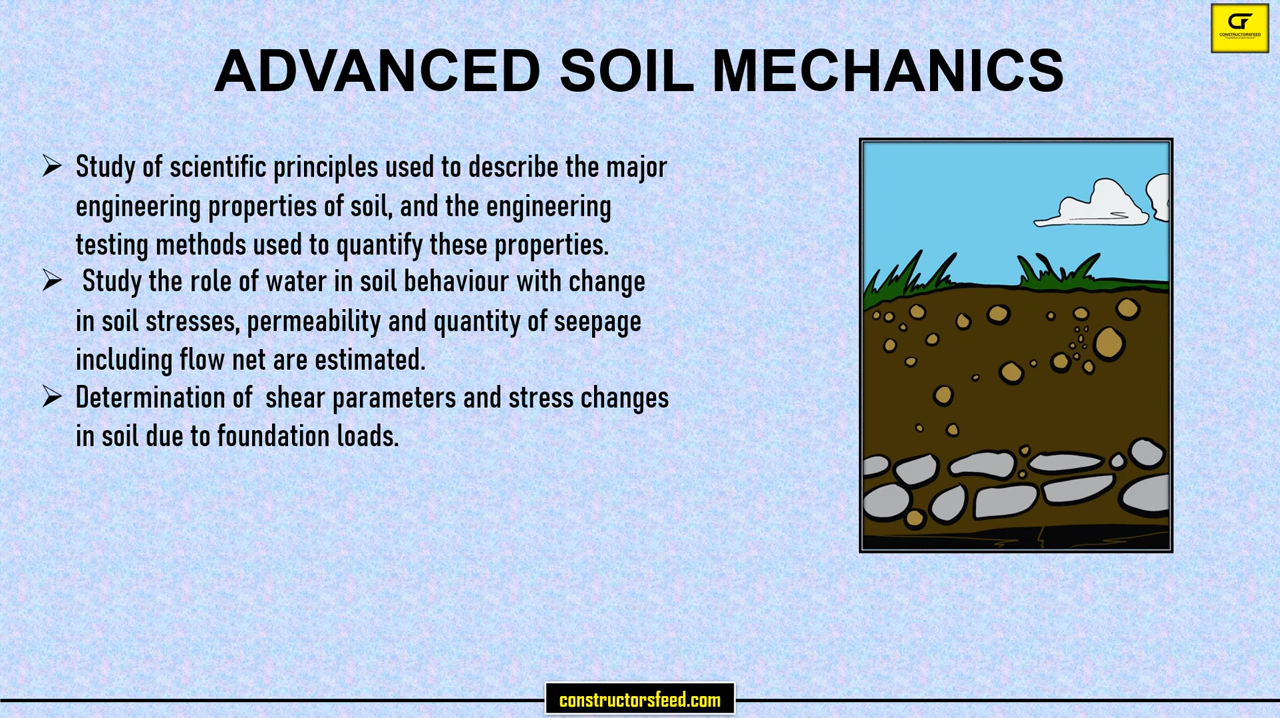 CONSTRUCTORSFEED
ADVANCED SOIL MECHANICS
➢ Study of scientific principles used to describe the major
engineering properties of soil, and the engineering
testing methods used to quantify these properties.
➢ Study the role of water in soil behaviour with change
in soil stresses, permeability and quantity of seepage
including flow net are estimated.
➢ Determination of  shear parameters and stress changes
in soil due to foundation loads.
constructorsfeed.com